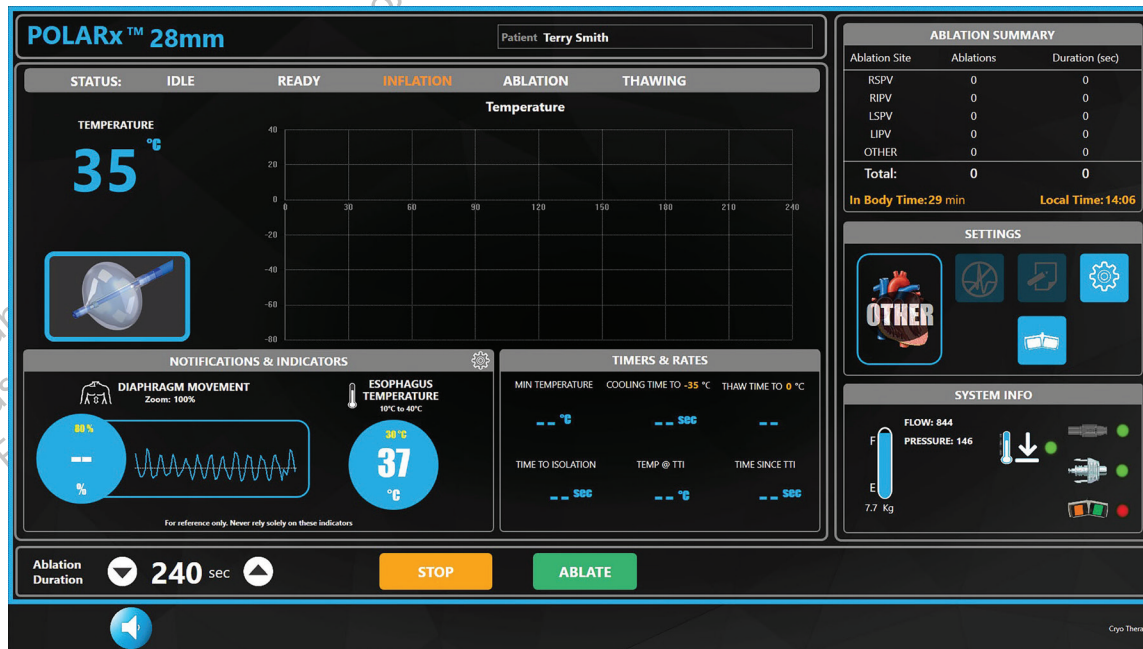 POLARx™ 28mm
Patient Terry Smith
STATUS: IDLE READY INFLATION ABLATION THAWING
TEMPERATURE
35 °C
Temperature
40
20
0
-20
-40
-60
-80
0 30 60 90 120 150 180 210 240
NOTIFICATIONS & INDICATORS
DIAPHRAGM MOVEMENT
Zoom: 100%
80 %
--
%
ESOPHAGUS
TEMPERATURE
10°C to 40°C
30 °C
37
°C
For reference only. Never rely solely on these indicators
TIMERS & RATES
MIN TEMPERATURE COOLING TIME TO -35 °C THAW TIME TO 0 °C
-- °C -- sec --
TIME TO ISOLATION TEMP @ TTI TIME SINCE TTI
-- sec -- °C -- sec
ABLATION SUMMARY
Ablation Site Ablations Duration (sec)
RSPV 0 0
RIPV 0 0
LSPV 0 0
LIPV 0 0
OTHER 0 0
Total: 0 0
In Body Time: 29 min Local Time: 14:06
SETTINGS
OTHER
SYSTEM INFO
F
E
7.7 Kg
FLOW: 844
PRESSURE: 146
Ablation
Duration
240 sec
STOP
ABLATE
Cryo Thera